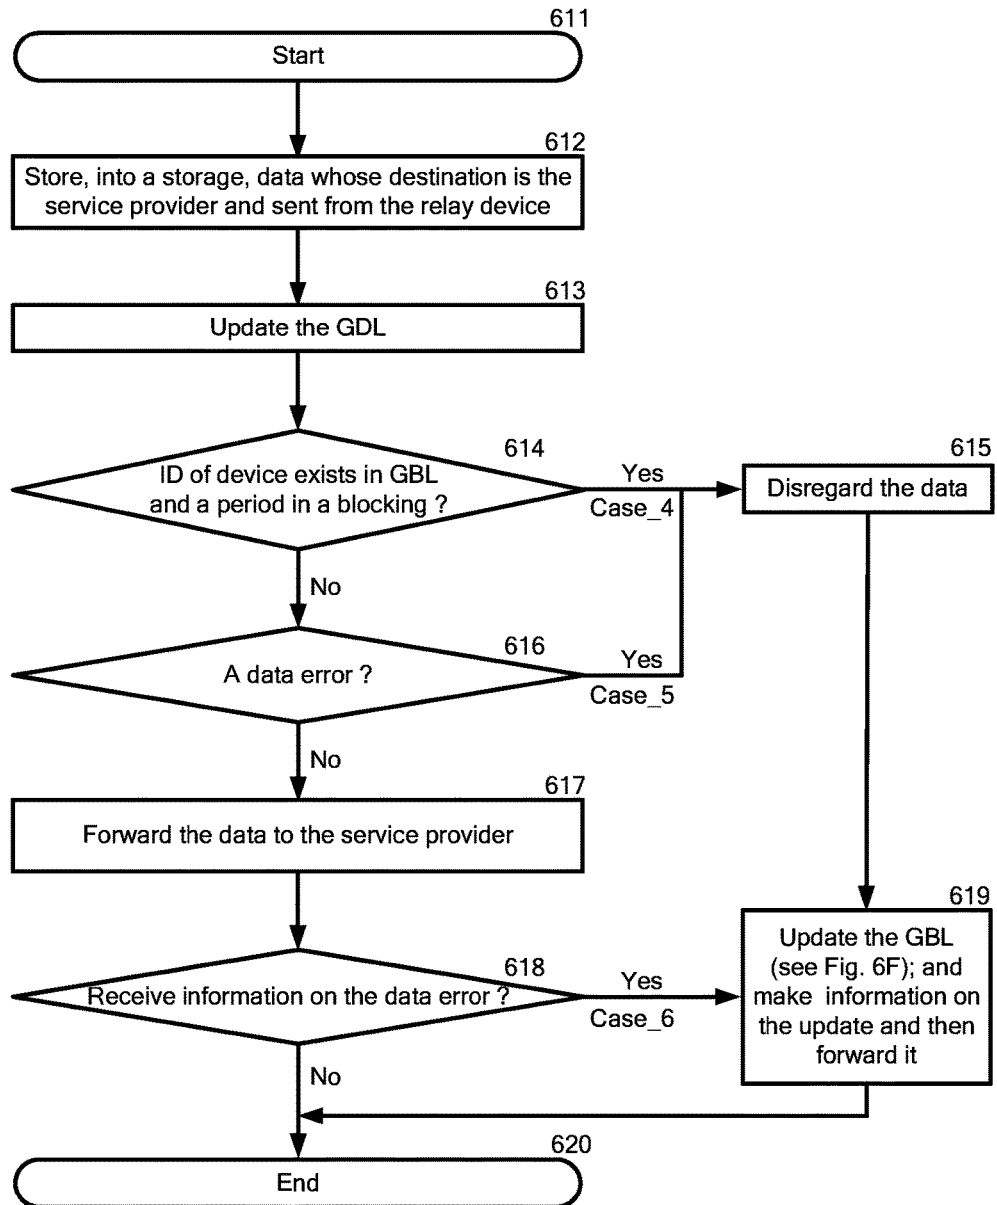 611
Start
612
Store, into a storage, data whose destination is the
service provider and sent from the relay device
613
Update the GDL
614
ID of device exists in GBL
and a period in a blocking ?
Yes
Case_4
615
Disregard the data
No
616
A data error ?
Yes
Case_5
No
617
Forward the data to the service provider
618
Receive information on the data error ?
Yes
Case_6
619
Update the GBL
(see Fig. 6F); and
make information on
the update and then
forward it
No
620
End